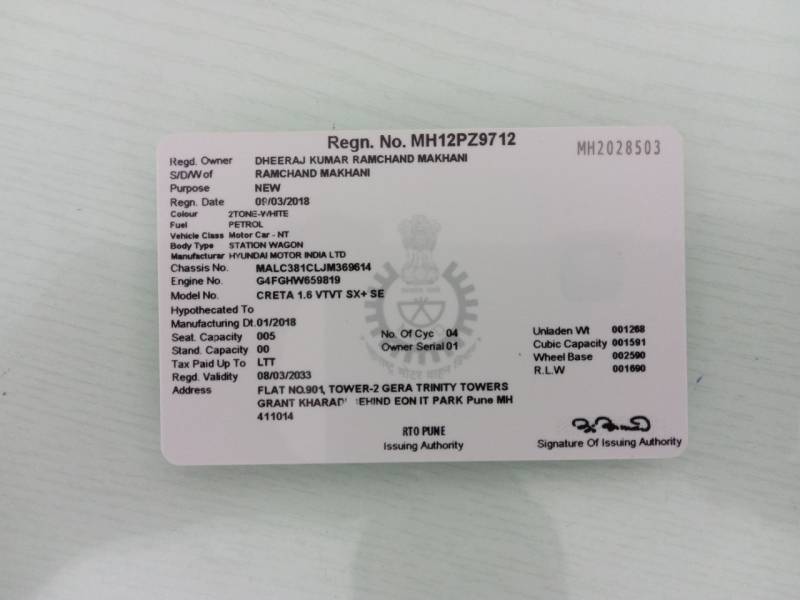 Regn. No. MH12PZ9712
MH2028503
Regd. Owner DHEERAJ KUMAR RAMCHAND MAKHANI
S/D/W of RAMCHAND MAKHANI
Purpose NEW
Regn. Date 09/03/2018
Colour 2TONE-WHITE
Fuel PETROL
Vehicle Class Motor Car - NT
Body Type STATION WAGON
Manufacturar HYUNDAI MOTOR INDIA LTD
Chassis No. MALC381CLJM369614
Engine No. G4FGHW659819
Model No. CRETA 1.6 VTVT SX+ SE
Hypothecated To
Manufacturing Dt.01/2018
Seat. Capacity 005 No. Of Cyc 04 Unladen Wt 001268
Stand. Capacity 00 Owner Serial 01 Cubic Capacity 001591
Tax Paid Up To LTT Wheel Base 002590
Regd. Validity 08/03/2033 R.L.W 001690
Address FLAT NO.901, TOWER-2 GERA TRINITY TOWERS
GRANT EON IT PARK Pune MH
411014
RTO PUNE
Issuing Authority
Signature Of Issuing Authority